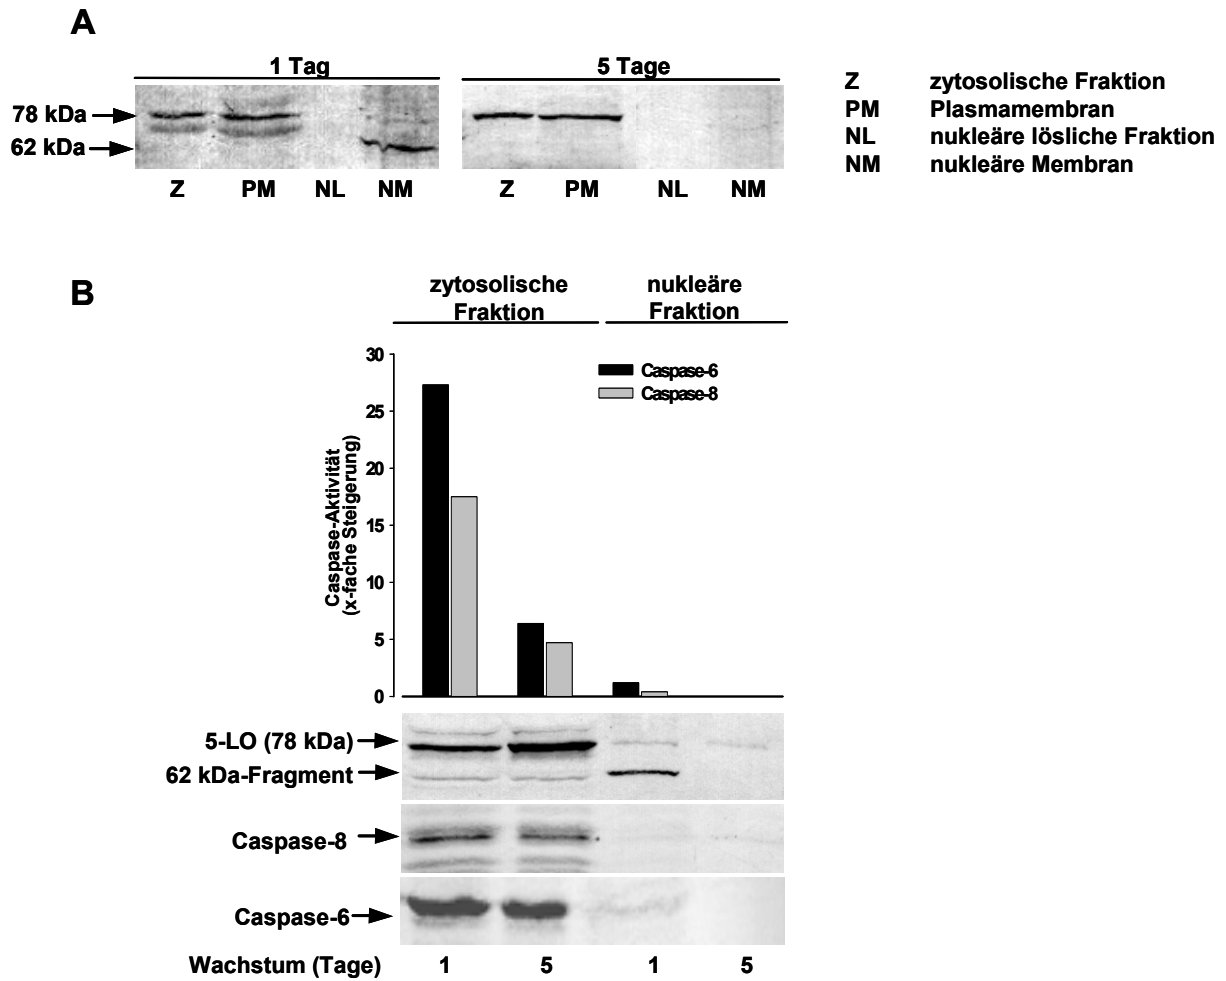 A
1 Tag
5 Tage
78 kDa
62 kDa
Z PM NL NM
Z PM NL NM
Z zytosolische Fraktion
PM Plasmamembran
NL nukleäre lösliche Fraktion
NM nukleäre Membran
B
zytosolische
Fraktion
nukleäre
Fraktion
Caspase-6
Caspase-8
Caspase-Aktivität
(x-fache Steigerung)
30
25
20
15
10
5
0
5-LO (78 kDa)
62 kDa-Fragment
Caspase-8
Caspase-6
Wachstum (Tage) 1 5 1 5